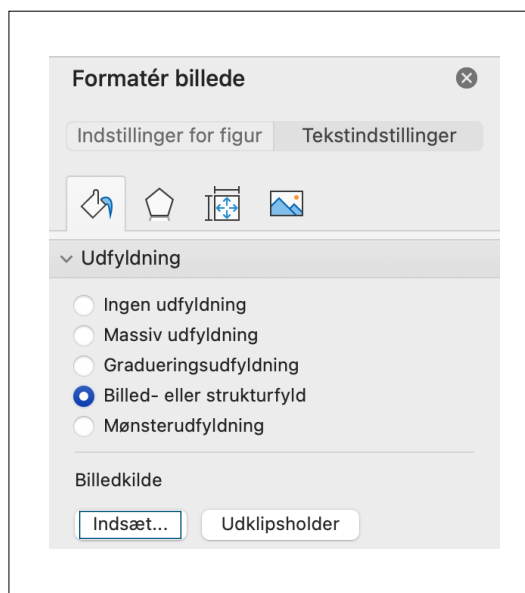 Formatér billede
Indstillinger for figur Tekstindstillinger
Udfyldning
Ingen udfyldning
Massiv udfyldning
Gradueringsudfyldning
Billed- eller strukturfyld
Mønsterudfyldning
Billedkilde
Indsæt... Udklipsholder